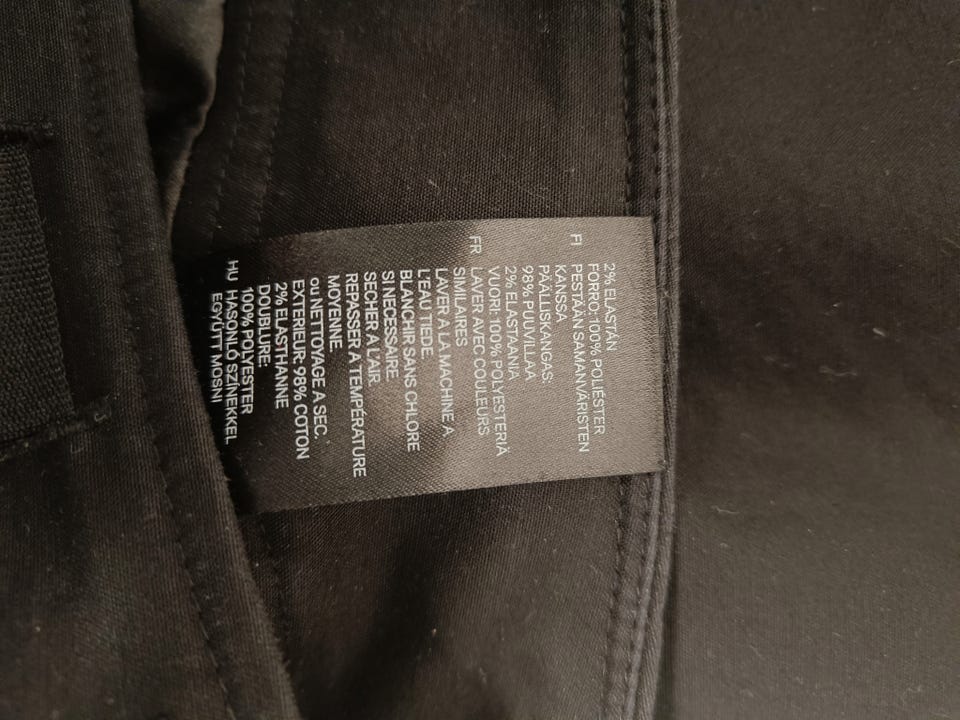 2% ELASTÁN
FORRO: 100% POLIÉSTER
FI PESTÄÄN SAMANVÄRISTEN
KANSSA
PÄÄLLISKANGAS:
98% PUUVILLAA
2% ELASTAANIA
VUORI: 100% POLYESTERIÄ
FR LAVER AVEC COULEURS
SIMILAIRES
LAVER A LA MACHINE A
L'EAU TIEDE.
BLANCHIR SANS CHLORE
SI NECESSAIRE.
SECHER A L'AIR.
REPASSER A TEMPÉRATURE
MOYENNE.
ou NETTOYAGE A SEC.
EXTERIEUR: 98% COTON
2% ELASTHANNE
DOUBLURE:
100% POLYESTER
HU HASONLÓ SZÍNEKKEL
EGYÜTT MOSNI